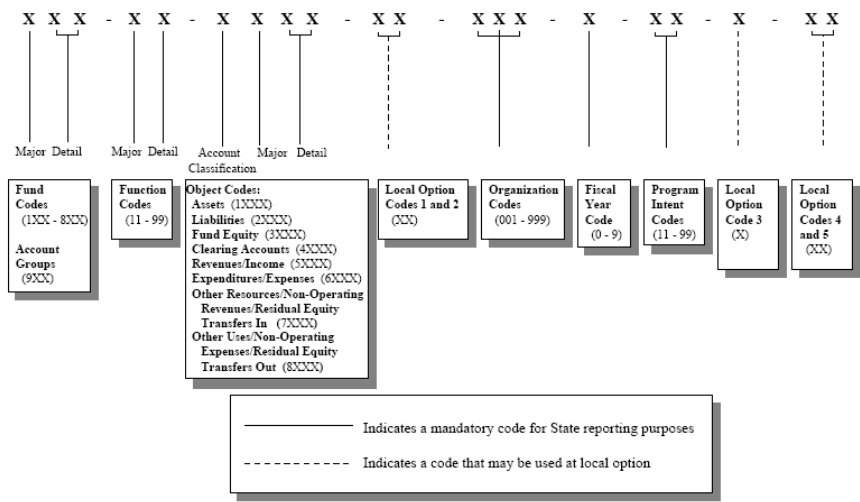 X X X - X X - X X X X - X X - X X X - X - X X - X - X X
Major Detail Major Detail Account Classification Major Detail
Fund
Codes
(1XX - 8XX)
Account
Groups
(9XX)
Function
Codes
(11 - 99)
Object Codes:
Assets (1XXX)
Liabilities (2XXX)
Fund Equity (3XXX)
Clearing Accounts (4XXX)
Revenues/Income (5XXX)
Expenditures/Expenses (6XXX)
Other Resources/Non-Operating
Revenues/Residual Equity
Transfers In (7XXX)
Other Uses/Non-Operating
Expenses/Residual Equity
Transfers Out (8XXX)
Local Option
Codes 1 and 2
(XX)
Organization
Codes
(001 - 999)
Fiscal
Year
Code
(0 - 9)
Program
Intent
Codes
(11 - 99)
Local
Option
Code 3
(X)
Local
Option
Codes 4
and 5
(XX)
Indicates a mandatory code for State reporting purposes
Indicates a code that may be used at local option